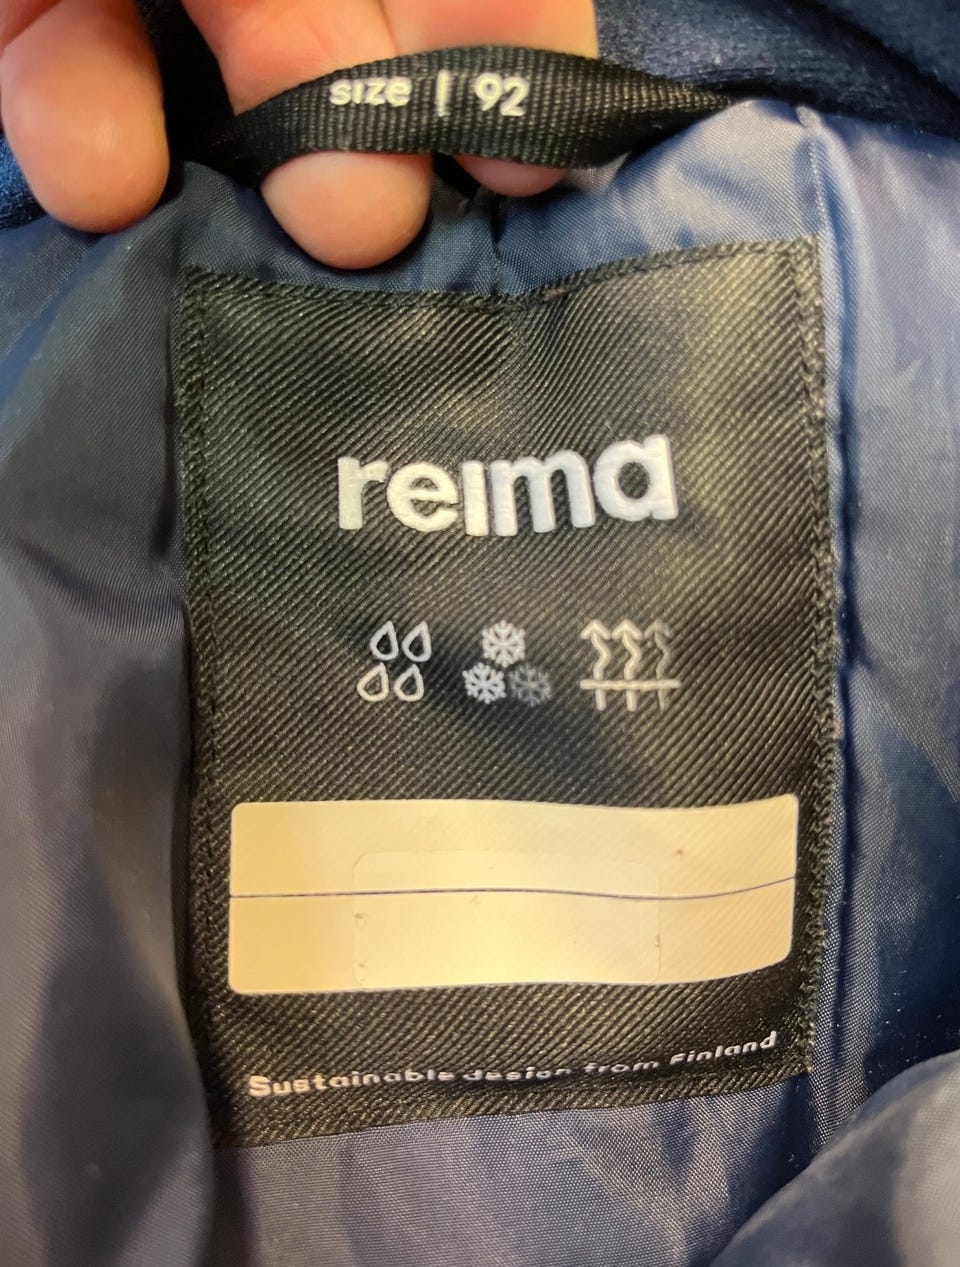 size | 92
reima
Sustainable design from Finland